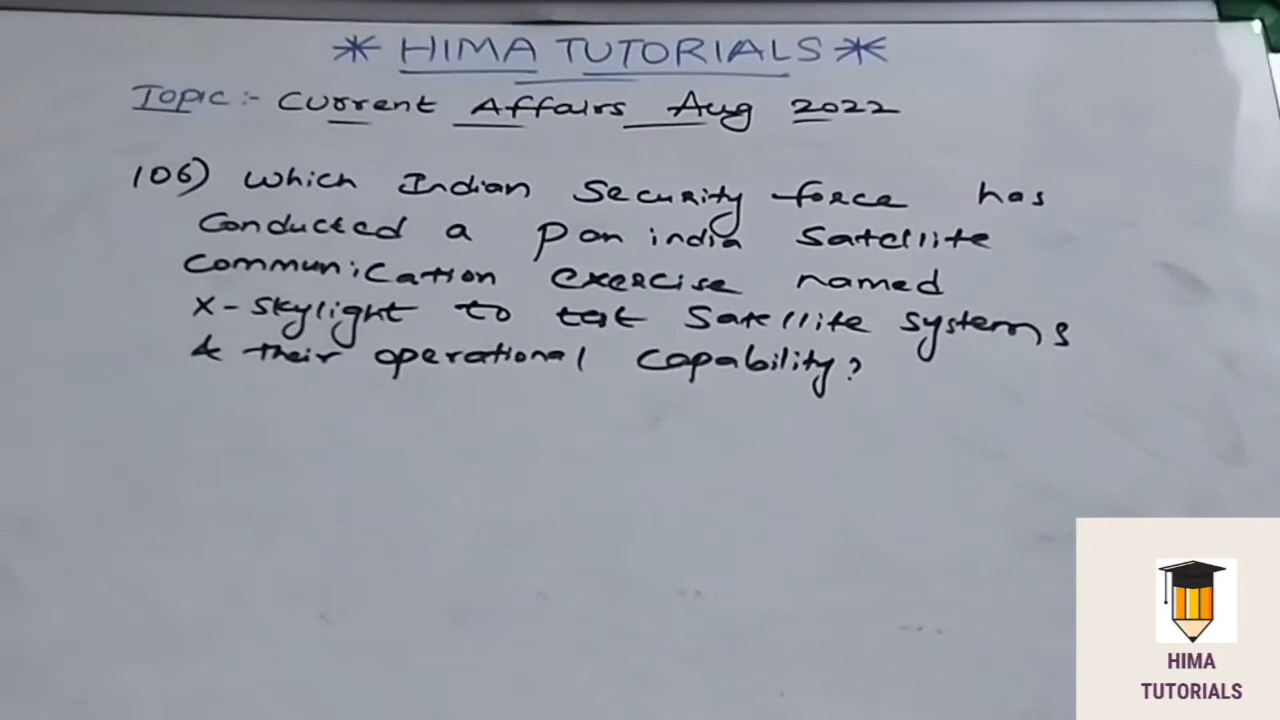 * HIMA TUTORIALS *
Topic:- Current Affairs Aug 2022
106) Which Indian Security force has
Conducted a Pan india Satellite
Communication exercise named
X-Skylight to test Satellite systems
& their operational capability?
HIMA
TUTORIALS